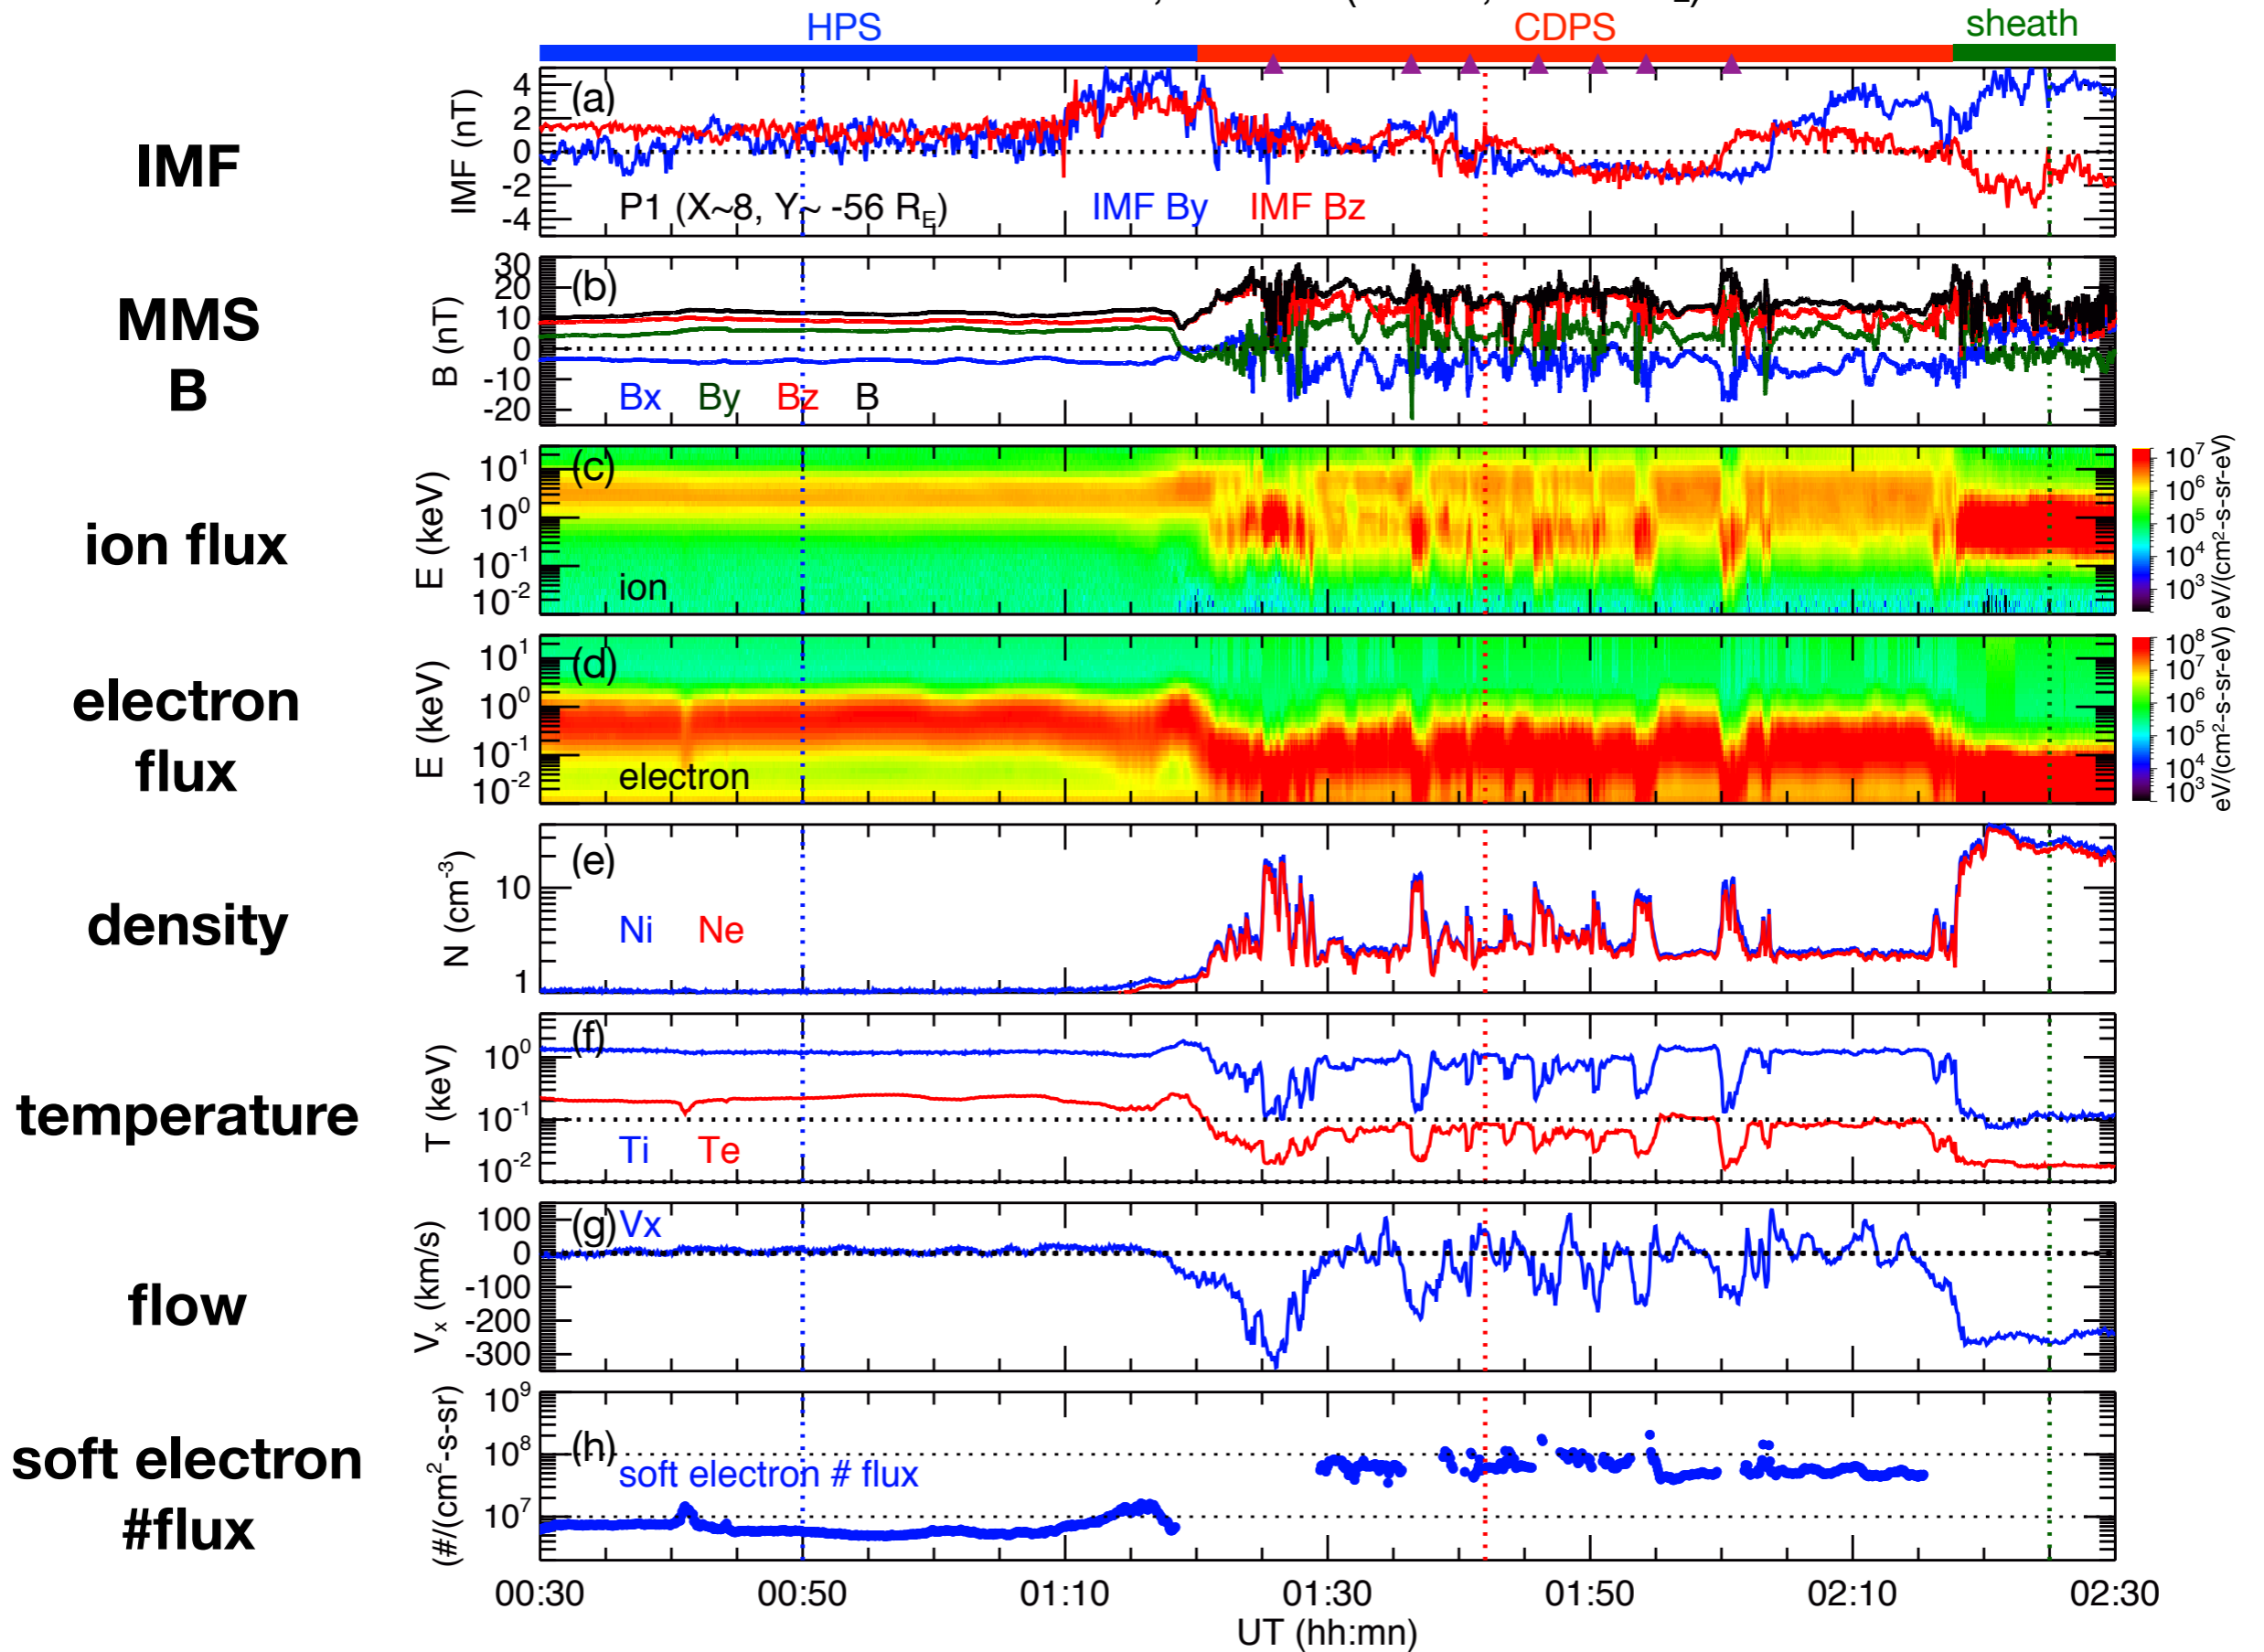 HPS
CDPS
sheath
IMF
IMF (nT)
4
2
0
-2
-4
(a)
P1 (X~8, Y~ -56 R_E)
IMF By
IMF Bz
MMS
B
B (nT)
30
20
10
0
-10
-20
(b)
Bx By Bz B
ion flux
E (keV)
10^1
10^0
10^-1
10^-2
(c)
ion
10^7
10^6
10^5
10^4
10^3
eV/(cm^2-s-sr-eV)
electron
flux
E (keV)
10^1
10^0
10^-1
10^-2
(d)
electron
10^8
10^7
10^6
10^5
10^4
10^3
eV/(cm^2-s-sr-eV)
density
N (cm^-3)
10
1
(e)
Ni Ne
temperature
T (keV)
10^0
10^-1
10^-2
(f)
Ti Te
flow
V_x (km/s)
100
0
-100
-200
-300
(g)
Vx
soft electron
#flux
(#/(cm^2-s-sr)
10^9
10^8
10^7
(h)
soft electron # flux
00:30 00:50 01:10 01:30 01:50 02:10 02:30
UT (hh:mn)